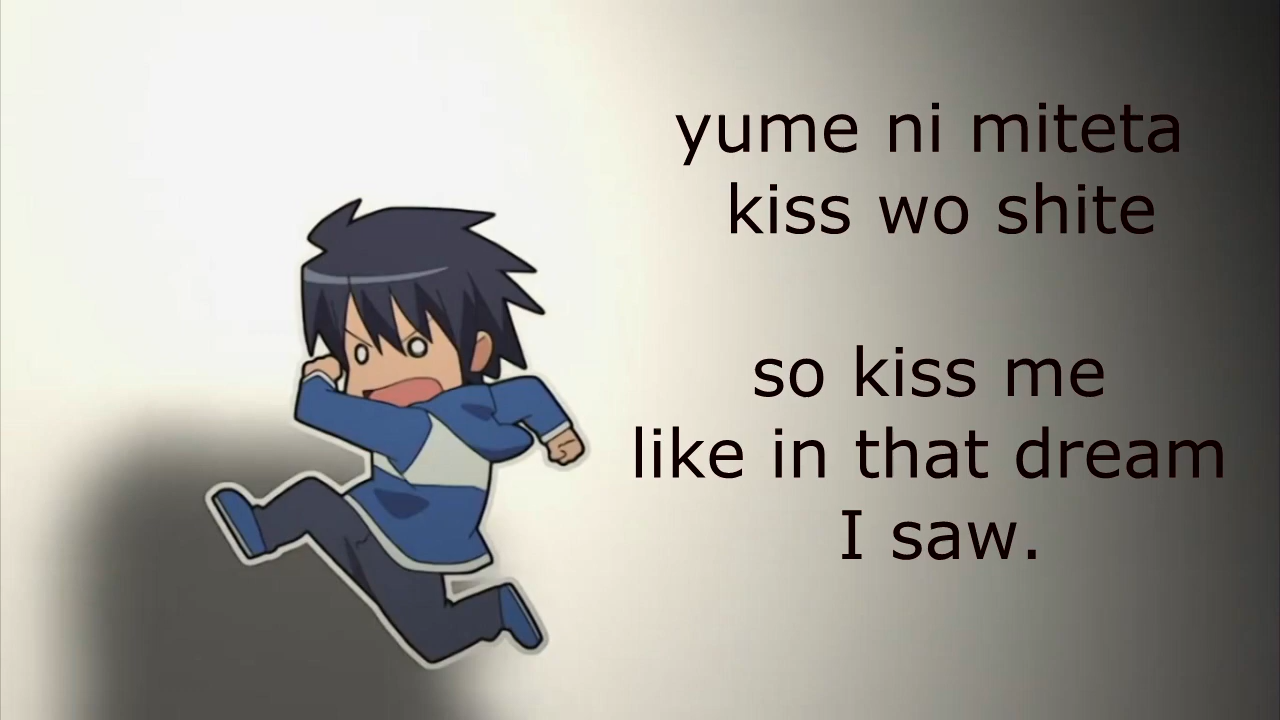 yume ni miteta
kiss wo shite
so kiss me
like in that dream
I saw.